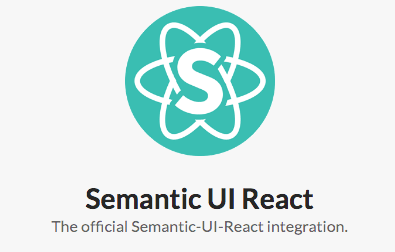 S
Semantic UI React
The official Semantic-UI-React integration.